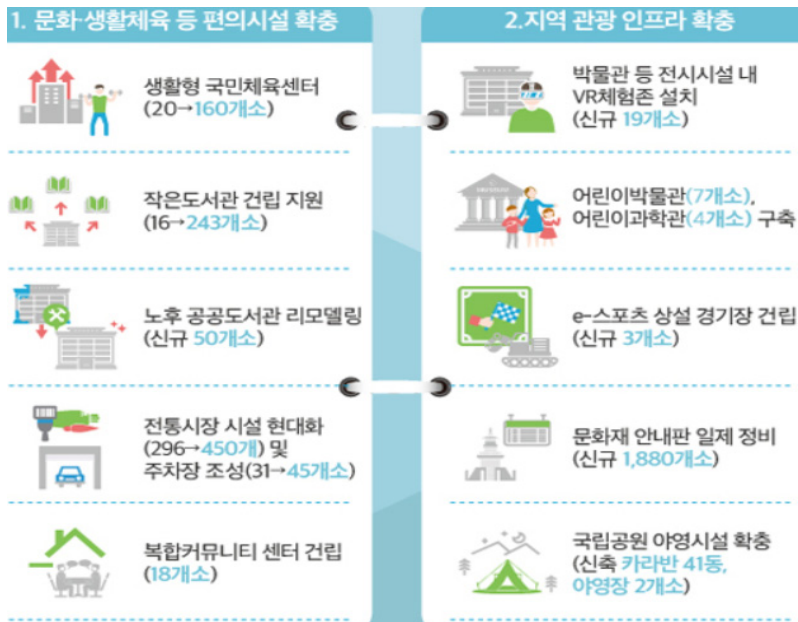 1. 문화·생활체육 등 편의시설 확충
생활형 국민체육센터
(20→160개소)
작은도서관 건립 지원
(16→243개소)
노후 공공도서관 리모델링
(신규 50개소)
전통시장 시설 현대화
(296→450개) 및
주차장 조성(31→45개소)
복합커뮤니티 센터 건립
(18개소)
2.지역 관광 인프라 확충
박물관 등 전시시설 내
VR체험존 설치
(신규 19개소)
어린이박물관(7개소),
어린이과학관(4개소) 구축
e-스포츠 상설 경기장 건립
(신규 3개소)
문화재 안내판 일제 정비
(신규 1,880개소)
국립공원 야영시설 확충
(신축 카라반 41동,
야영장 2개소)